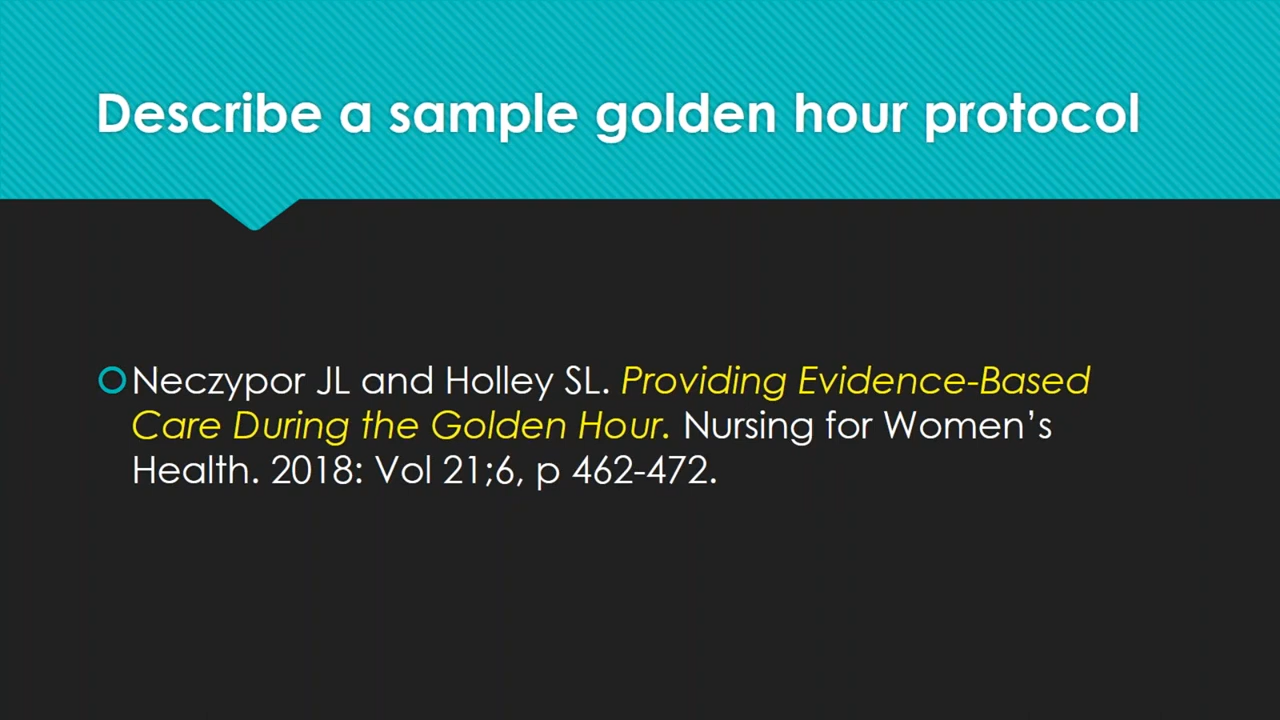 Describe a sample golden hour protocol
Neczypor JL and Holley SL. Providing Evidence-Based
Care During the Golden Hour. Nursing for Women’s
Health. 2018: Vol 21;6, p 462-472.